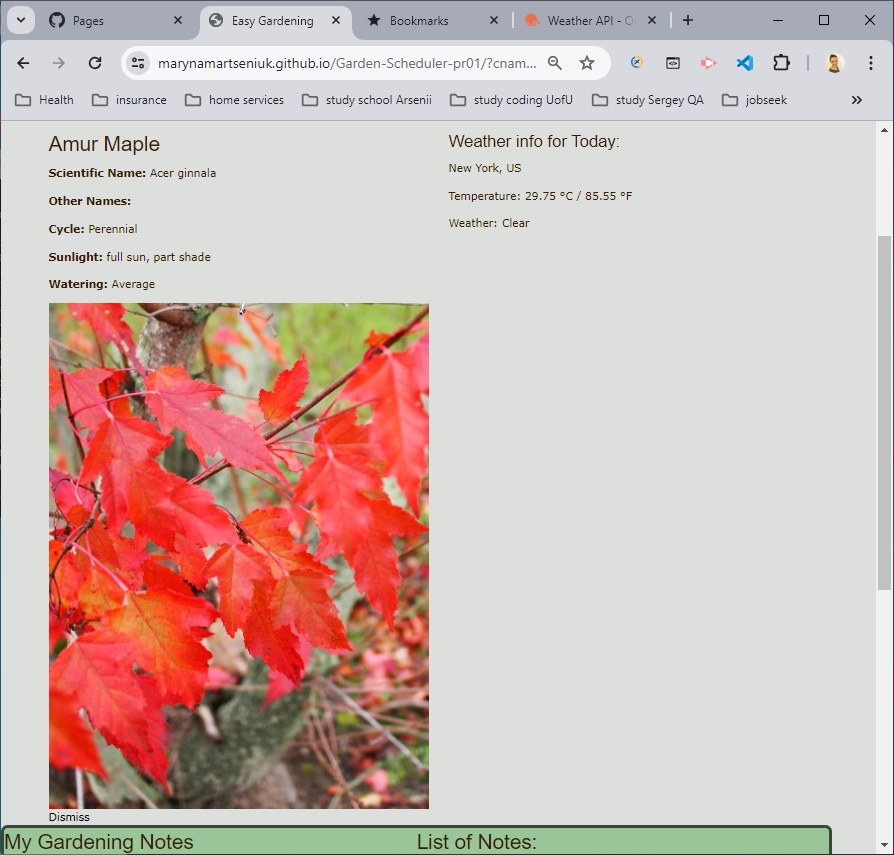 Pages
Easy Gardening
Bookmarks
Weather API - O
marynamartseniuk.github.io/Garden-Scheduler-pr01/?cnam...
Health
insurance
home services
study school Arsenii
study coding UofU
study Sergey QA
jobseek
Amur Maple
Scientific Name: Acer ginnala
Other Names:
Cycle: Perennial
Sunlight: full sun, part shade
Watering: Average
Weather info for Today:
New York, US
Temperature: 29.75 °C / 85.55 °F
Weather: Clear
Dismiss
My Gardening Notes
List of Notes: